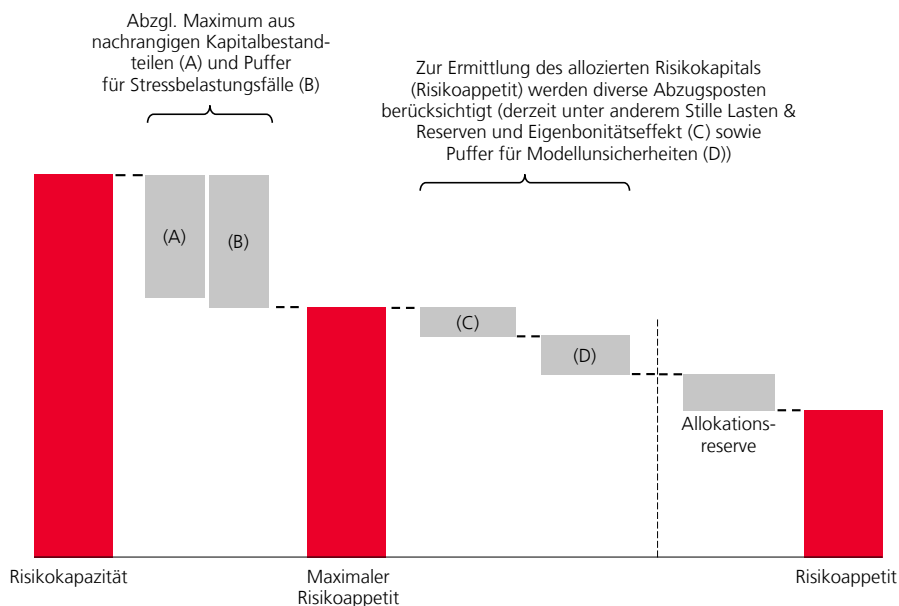 Abzgl. Maximum aus
nachrangigen Kapitalbestand-
teilen (A) und Puffer
für Stressbelastungsfälle (B)
Zur Ermittlung des allozierten Risikokapitals
(Risikoappetit) werden diverse Abzugsposten
berücksichtigt (derzeit unter anderem Stille Lasten &
Reserven und Eigenbonitätseffekt (C) sowie
Puffer für Modellunsicherheiten (D))
(A)
(B)
(C)
(D)
Allokations-
reserve
Risikokapazität
Maximaler
Risikoappetit
Risikoappetit